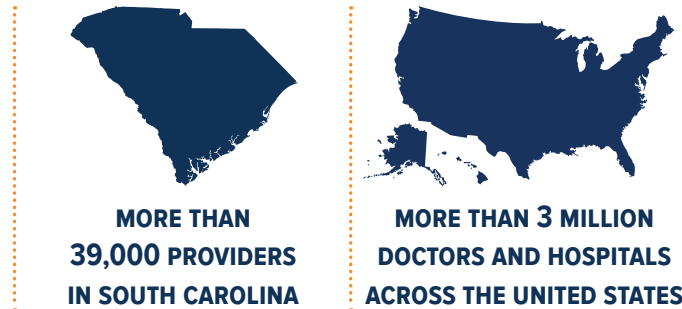 MORE THAN
39,000 PROVIDERS
IN SOUTH CAROLINA
MORE THAN 3 MILLION
DOCTORS AND HOSPITALS
ACROSS THE UNITED STATES